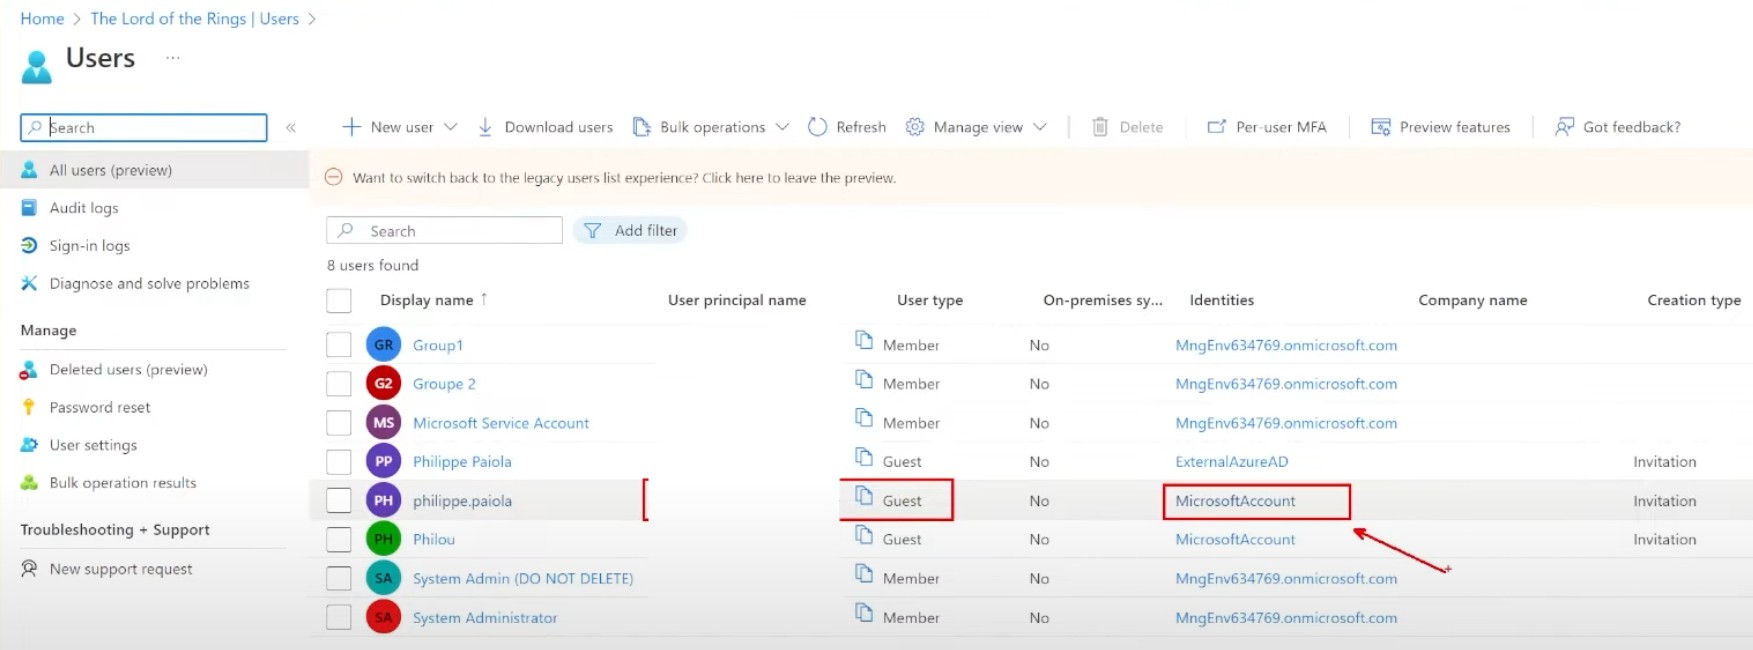 Home > The Lord of the Rings | Users >
Users ...
Search «
New user Download users Bulk operations Refresh Manage view Delete Per-user MFA Preview features Got feedback?
All users (preview)
Want to switch back to the legacy users list experience? Click here to leave the preview.
Audit logs
Search Add filter
Sign-in logs
8 users found
Diagnose and solve problems
Display name ↑ User principal name User type On-premises sy... Identities Company name Creation type
Manage
GR Group1 Member No MngEnv634769.onmicrosoft.com
Deleted users (preview)
G2 Groupe 2 Member No MngEnv634769.onmicrosoft.com
Password reset
MS Microsoft Service Account Member No MngEnv634769.onmicrosoft.com
User settings
PP Philippe Paiola Guest No ExternalAzureAD Invitation
Bulk operation results
PH philippe.paiola Guest No MicrosoftAccount Invitation
Troubleshooting + Support
PH Philou Guest No MicrosoftAccount Invitation
New support request
SA System Admin (DO NOT DELETE) Member No MngEnv634769.onmicrosoft.com
SA System Administrator Member No MngEnv634769.onmicrosoft.com